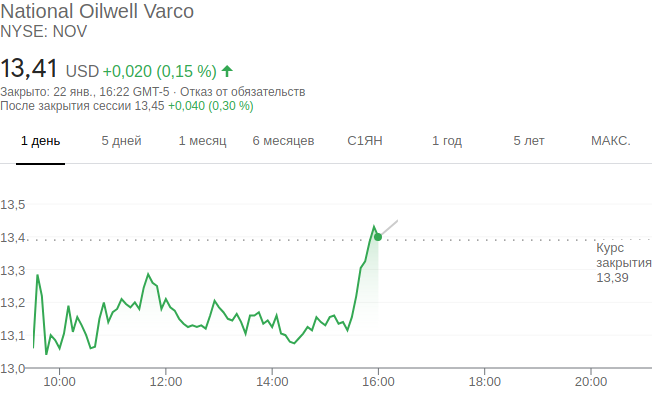 National Oilwell Varco
NYSE: NOV
13,41 USD +0,020 (0,15 %)
Закрыто: 22 янв., 16:22 GMT-5 · Отказ от обязательств
После закрытия сессии 13,45 +0,040 (0,30 %)
1 день 5 дней 1 месяц 6 месяцев С1ЯН 1 год 5 лет МАКС.
13,5
13,4
Курс
закрытия
13,39
13,3
13,2
13,1
13,0
10:00 12:00 14:00 16:00 18:00 20:00